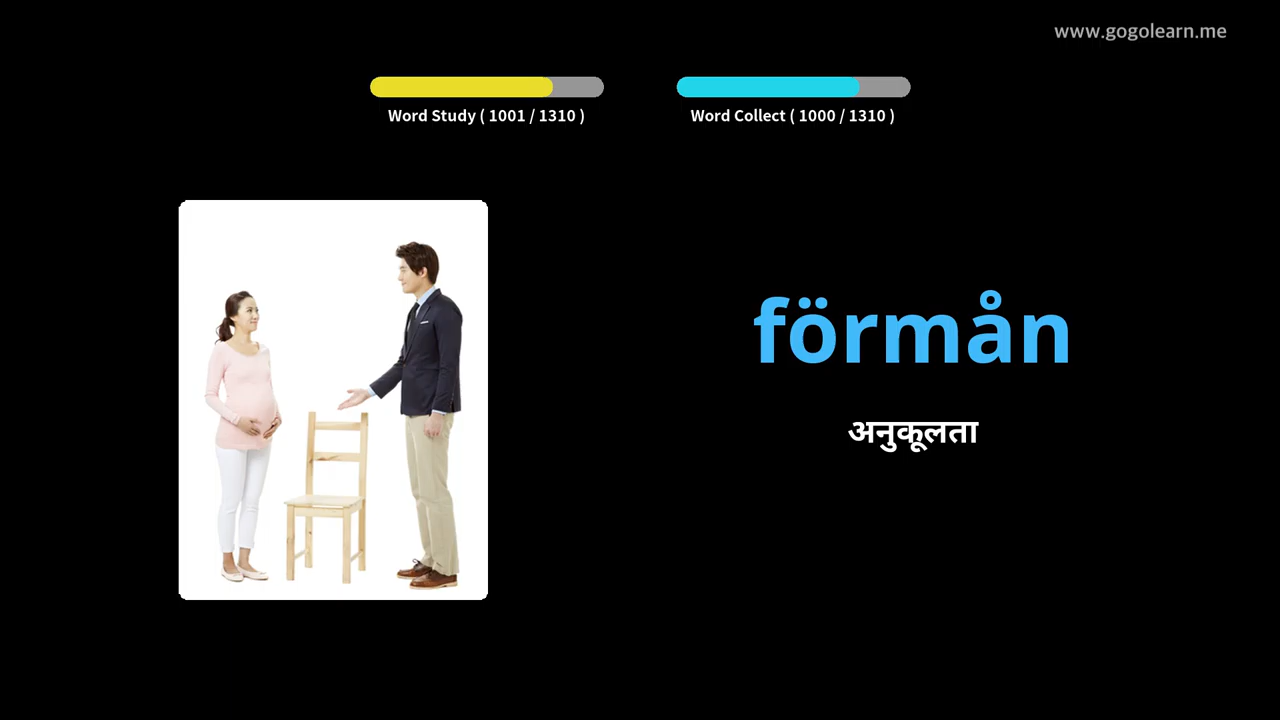 www.gogolearn.me
Word Study ( 1001 / 1310 )
Word Collect ( 1000 / 1310 )
förmån
अनुकूलता